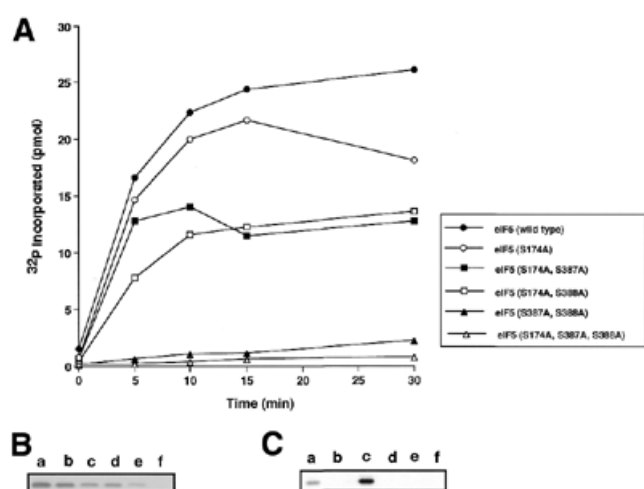 A
30
25
20
15
10
5
0
32p Incorporated (pmol)
0 5 10 15 20 25 30
Time (min)
eIF5 (wild type)
eIF5 (S174A)
eIF5 (S174A, S387A)
eIF5 (S174A, S388A)
eIF5 (S387A, S388A)
eIF5 (S174A, S387A, S388A)
B
a b c d e f
C
a b c d e f